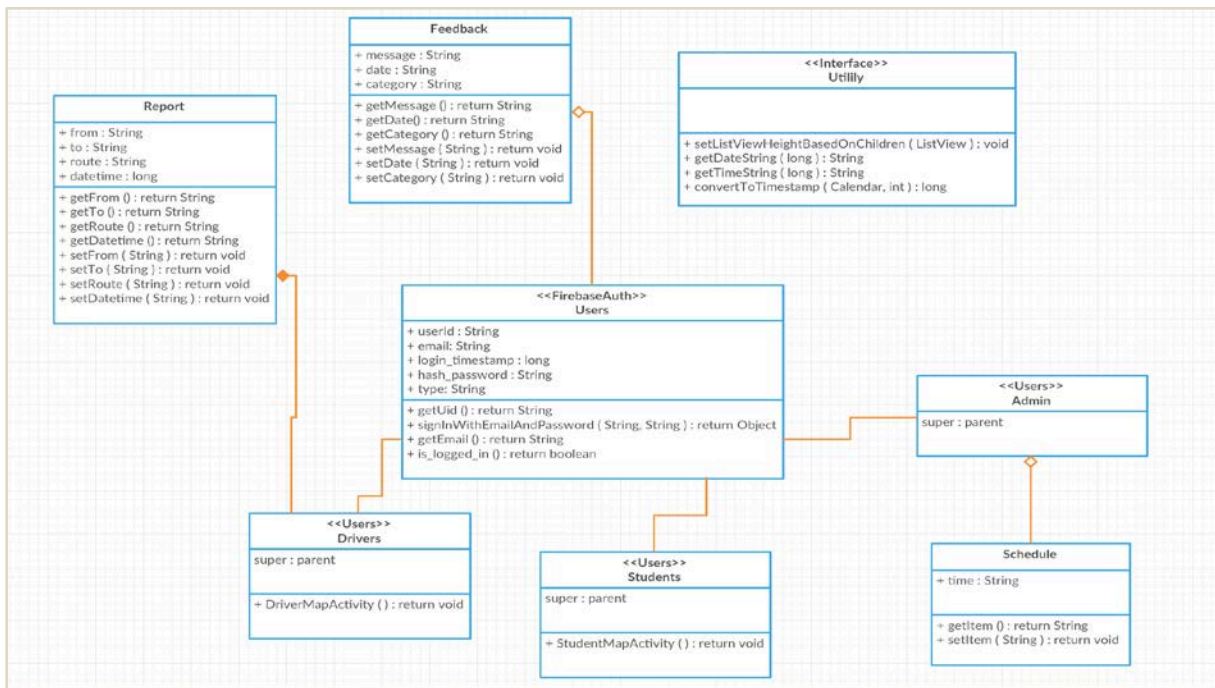 Feedback
+ message : String
+ date : String
+ category : String
+ getMessage () : return String
+ getDate() : return String
+ getCategory () : return String
+ setMessage ( String ) : return void
+ setDate ( String ) : return void
+ setCategory ( String ) : return void
<<Interface>>
Utilily
+ setListViewHeightBasedOnChildren ( ListView ) : void
+ getDateString ( long ) : String
+ getTimeString ( long ) : String
+ convertToTimestamp ( Calendar, int ) : long
Report
+ from : String
+ to : String
+ route : String
+ datetime : long
+ getFrom () : return String
+ getTo () : return String
+ getRoute () : return String
+ getDatetime () : return String
+ setFrom ( String ) : return void
+ setTo ( String ) : return void
+ setRoute ( String ) : return void
+ setDatetime ( String ) : return void
<<FirebaseAuth>>
Users
+ userId : String
+ email: String
+ login_timestamp : long
+ hash_password : String
+ type: String
+ getUid () : return String
+ signInWithEmailAndPassword ( String, String ) : return Object
+ getEmail () : return String
+ is_logged_in () : return boolean
<<Users>>
Admin
super : parent
<<Users>>
Drivers
super : parent
+ DriverMapActivity ( ) : return void
<<Users>>
Students
super : parent
+ StudentMapActivity ( ) : return void
Schedule
+ time : String
+ getItem () : return String
+ setItem ( String ) : return void